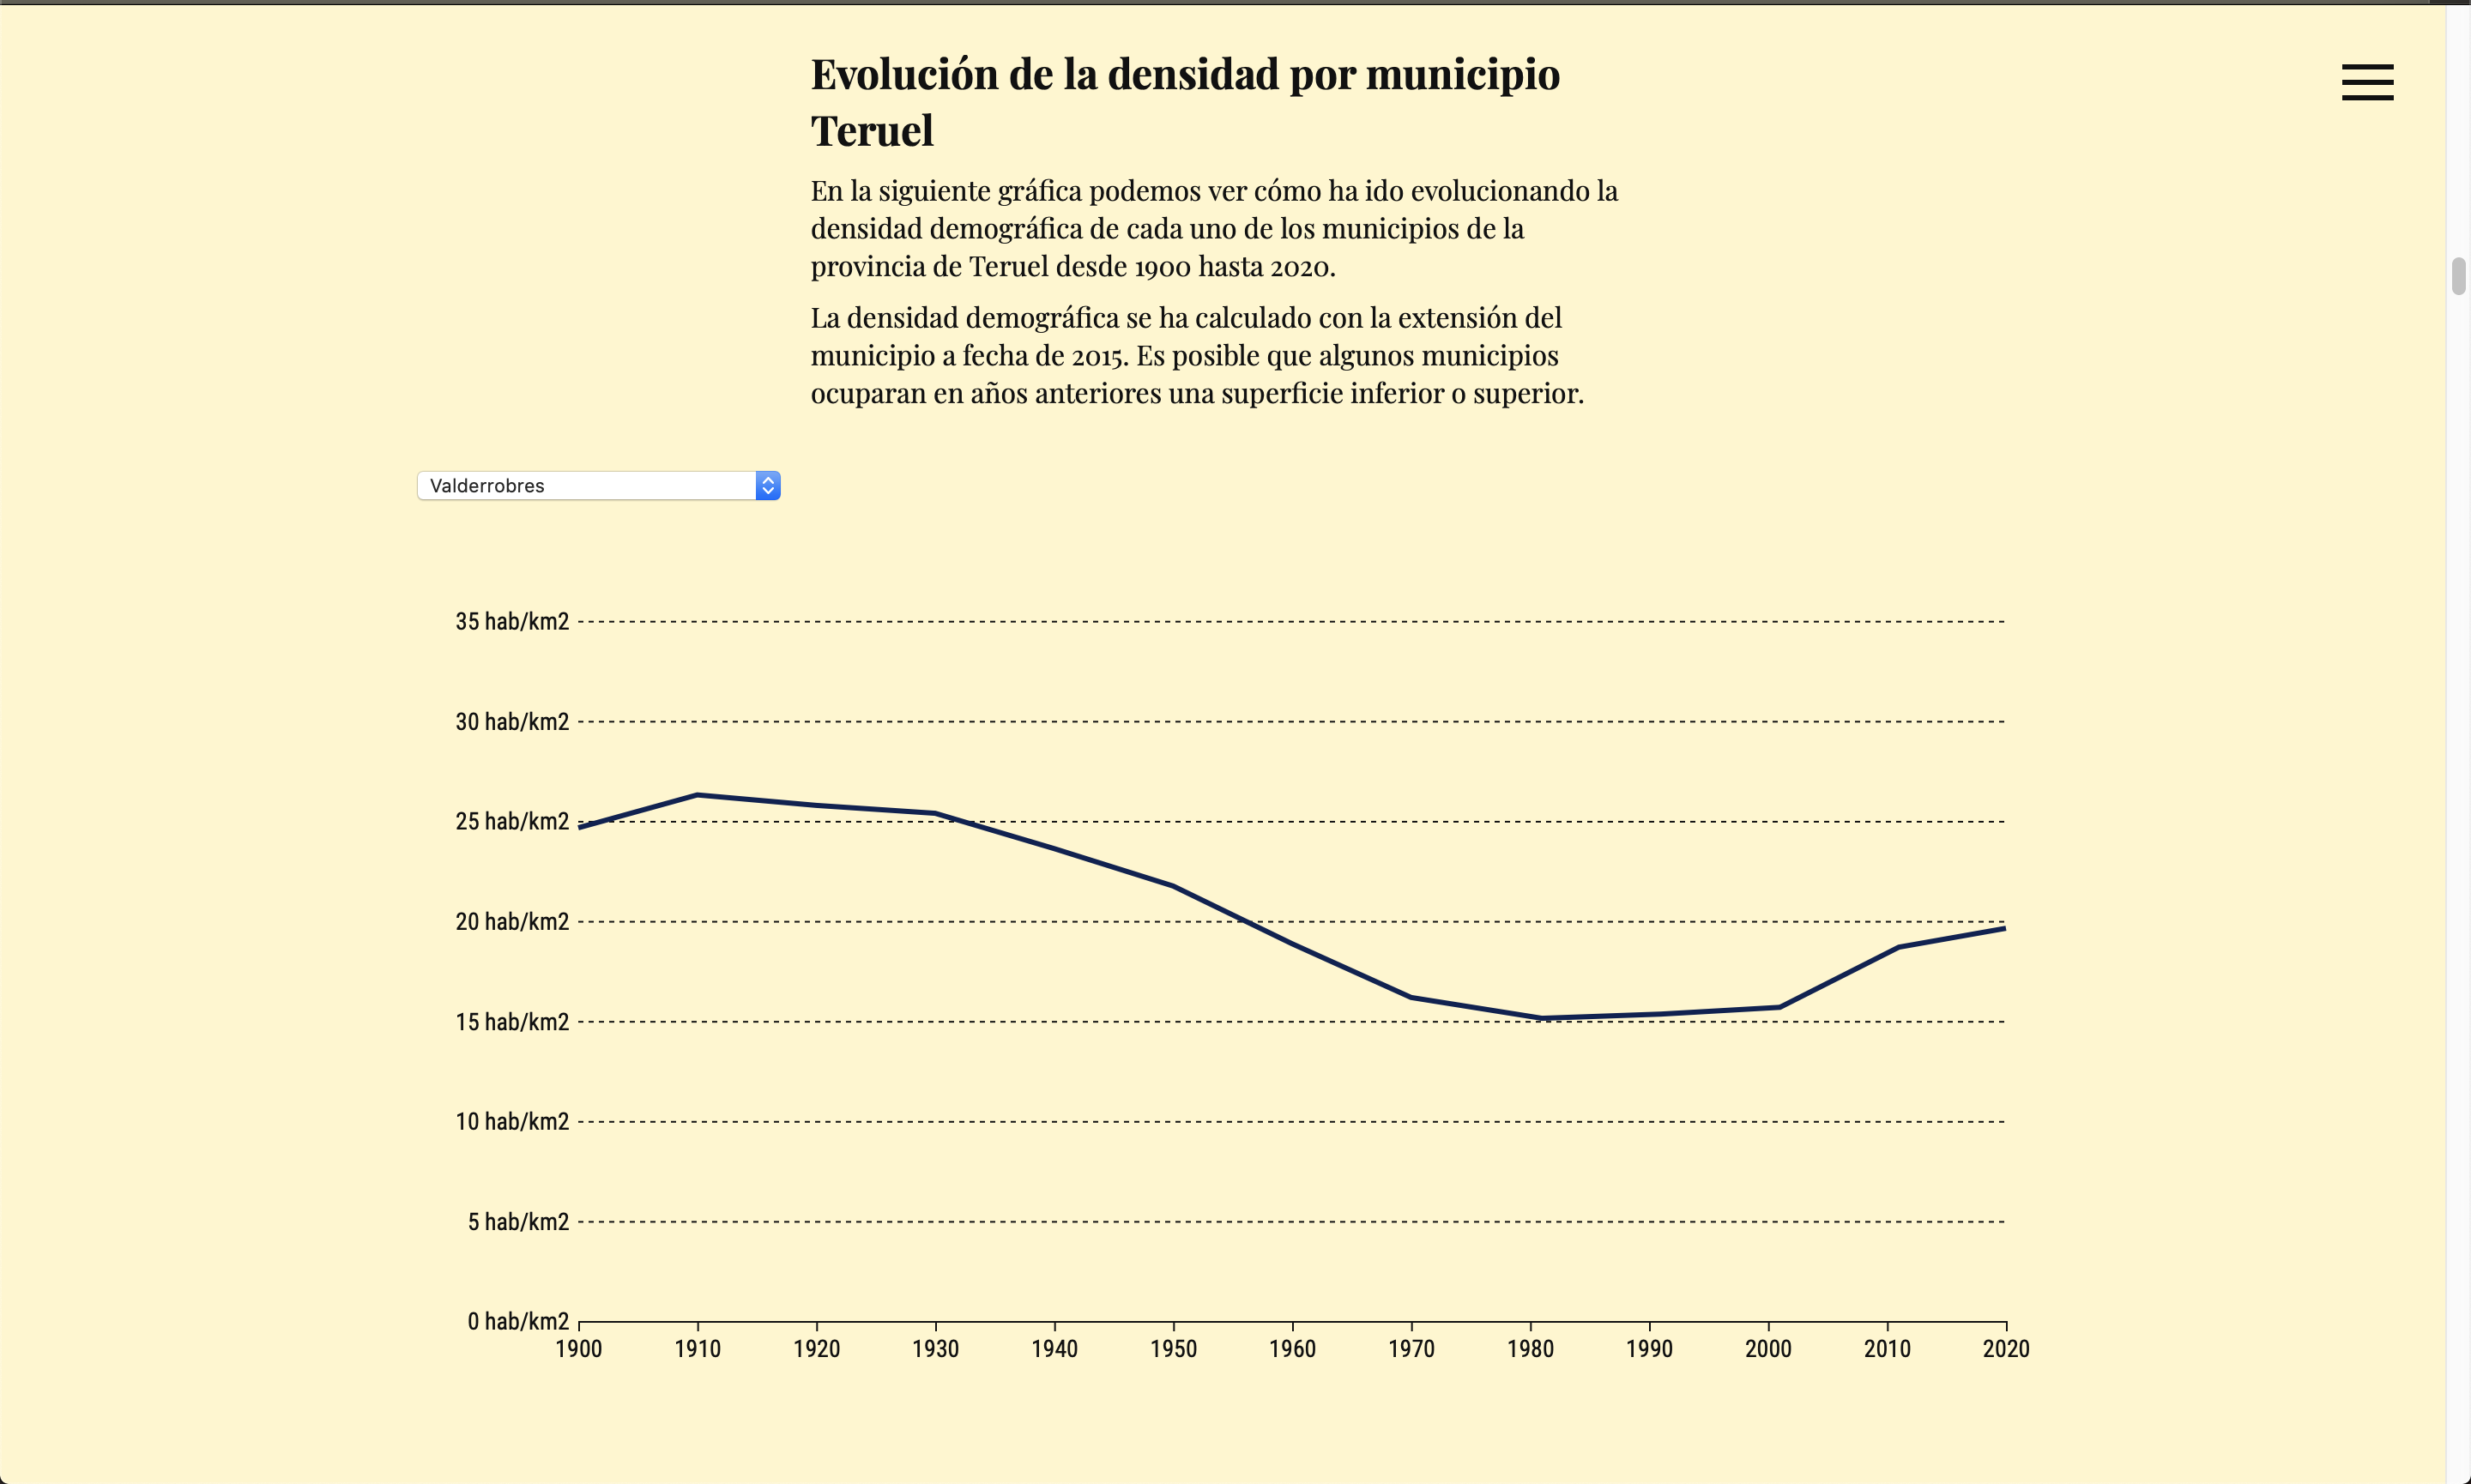 Evolución de la densidad por municipio
Teruel
En la siguiente gráfica podemos ver cómo ha ido evolucionando la
densidad demográfica de cada uno de los municipios de la
provincia de Teruel desde 1900 hasta 2020.
La densidad demográfica se ha calculado con la extensión del
municipio a fecha de 2015. Es posible que algunos municipios
ocuparan en años anteriores una superficie inferior o superior.
Valderrobres
35 hab/km2
30 hab/km2
25 hab/km2
20 hab/km2
15 hab/km2
10 hab/km2
5 hab/km2
0 hab/km2
1900 1910 1920 1930 1940 1950 1960 1970 1980 1990 2000 2010 2020